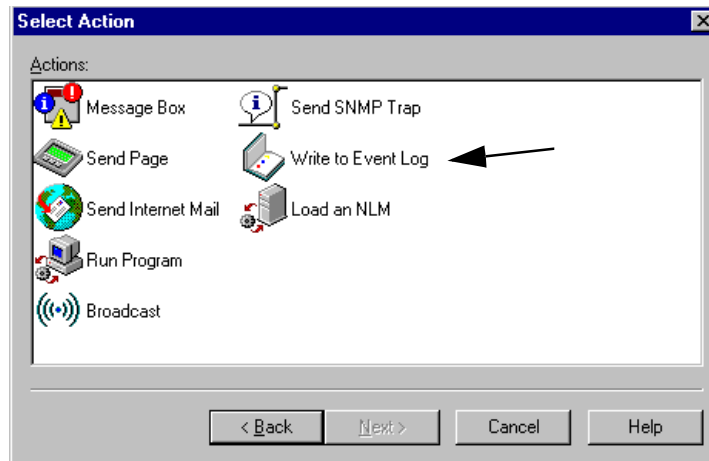 Select Action
Actions:
Message Box
Send SNMP Trap
Send Page
Write to Event Log
Send Internet Mail
Load an NLM
Run Program
Broadcast
< Back
Next >
Cancel
Help